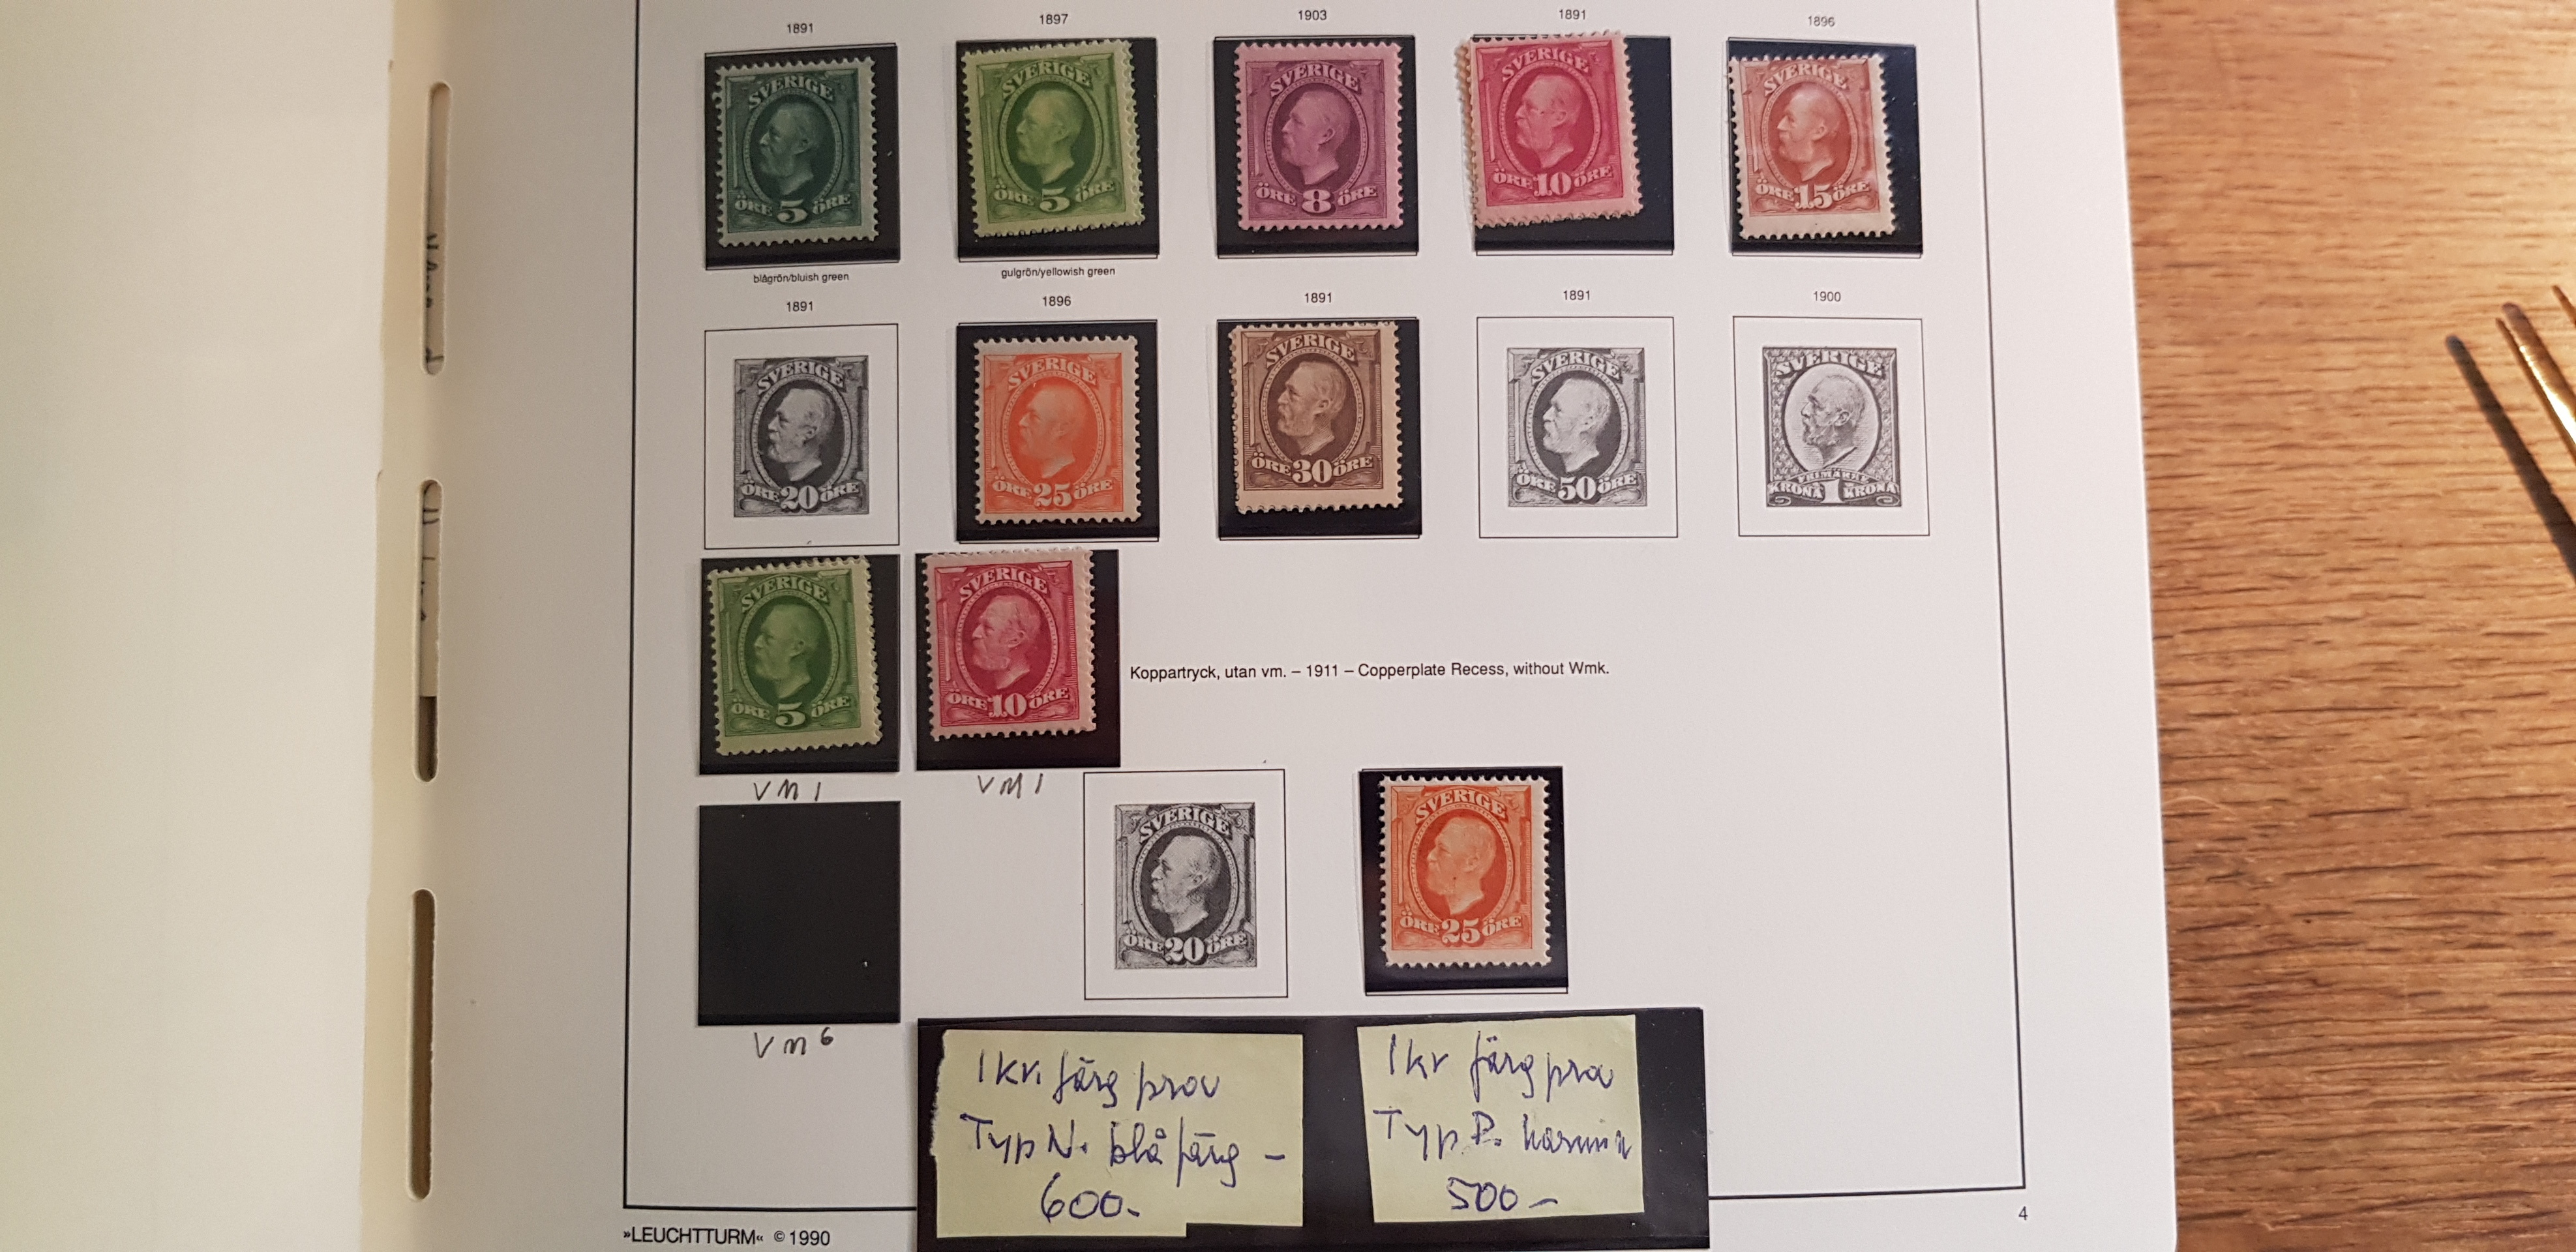 1891 1897 1903 1891 1896
SVERIGE SVERIGE SVERIGE SVERIGE SVERIGE
ÖRE 5 ÖRE ÖRE 5 ÖRE ÖRE 8 ÖRE ÖRE 10 ÖRE ÖRE 15 ÖRE
blågrön/bluish green gulgrön/yellowish green
1891 1896 1891 1891 1900
SVERIGE SVERIGE SVERIGE SVERIGE SVERIGE
FRIMÄRKE
ÖRE 20 ÖRE ÖRE 25 ÖRE ÖRE 30 ÖRE ÖRE 50 ÖRE KRONA 1 KRONA
SVERIGE SVERIGE
ÖRE 5 ÖRE ÖRE 10 ÖRE
Koppartryck, utan vm. – 1911 – Copperplate Recess, without Wmk.
VM 1 VM 1
SVERIGE SVERIGE
ÖRE 20 ÖRE ÖRE 25 ÖRE
Vm 6
1 kr. färg prov
Typ N. blå färg –
600.-
1 kr färg prov
Typ P. karmin
500 –
»LEUCHTTURM« © 1990
4